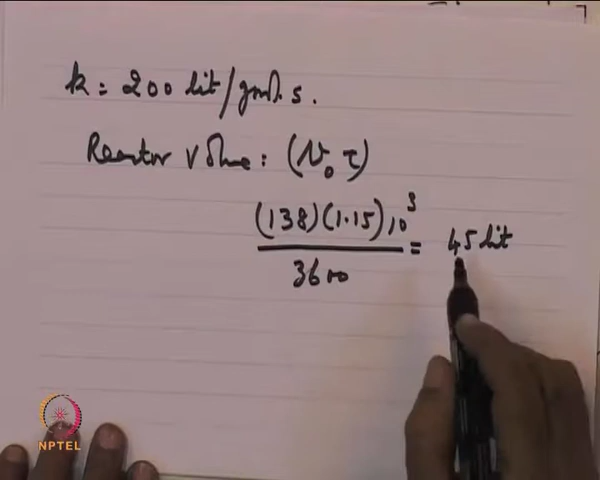 k = 200 lit/gmol. s.
Reactor volume: (v₀ τ)
(138)(1.15)10³
3600
= 45 lit
NPTEL